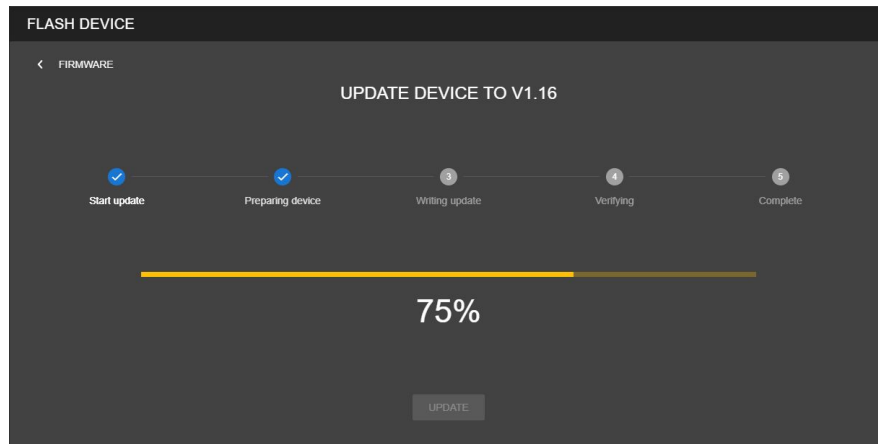 FLASH DEVICE
FIRMWARE
UPDATE DEVICE TO V1.16
3 4 5
Start update Preparing device Writing update Verifying Complete
75%
UPDATE